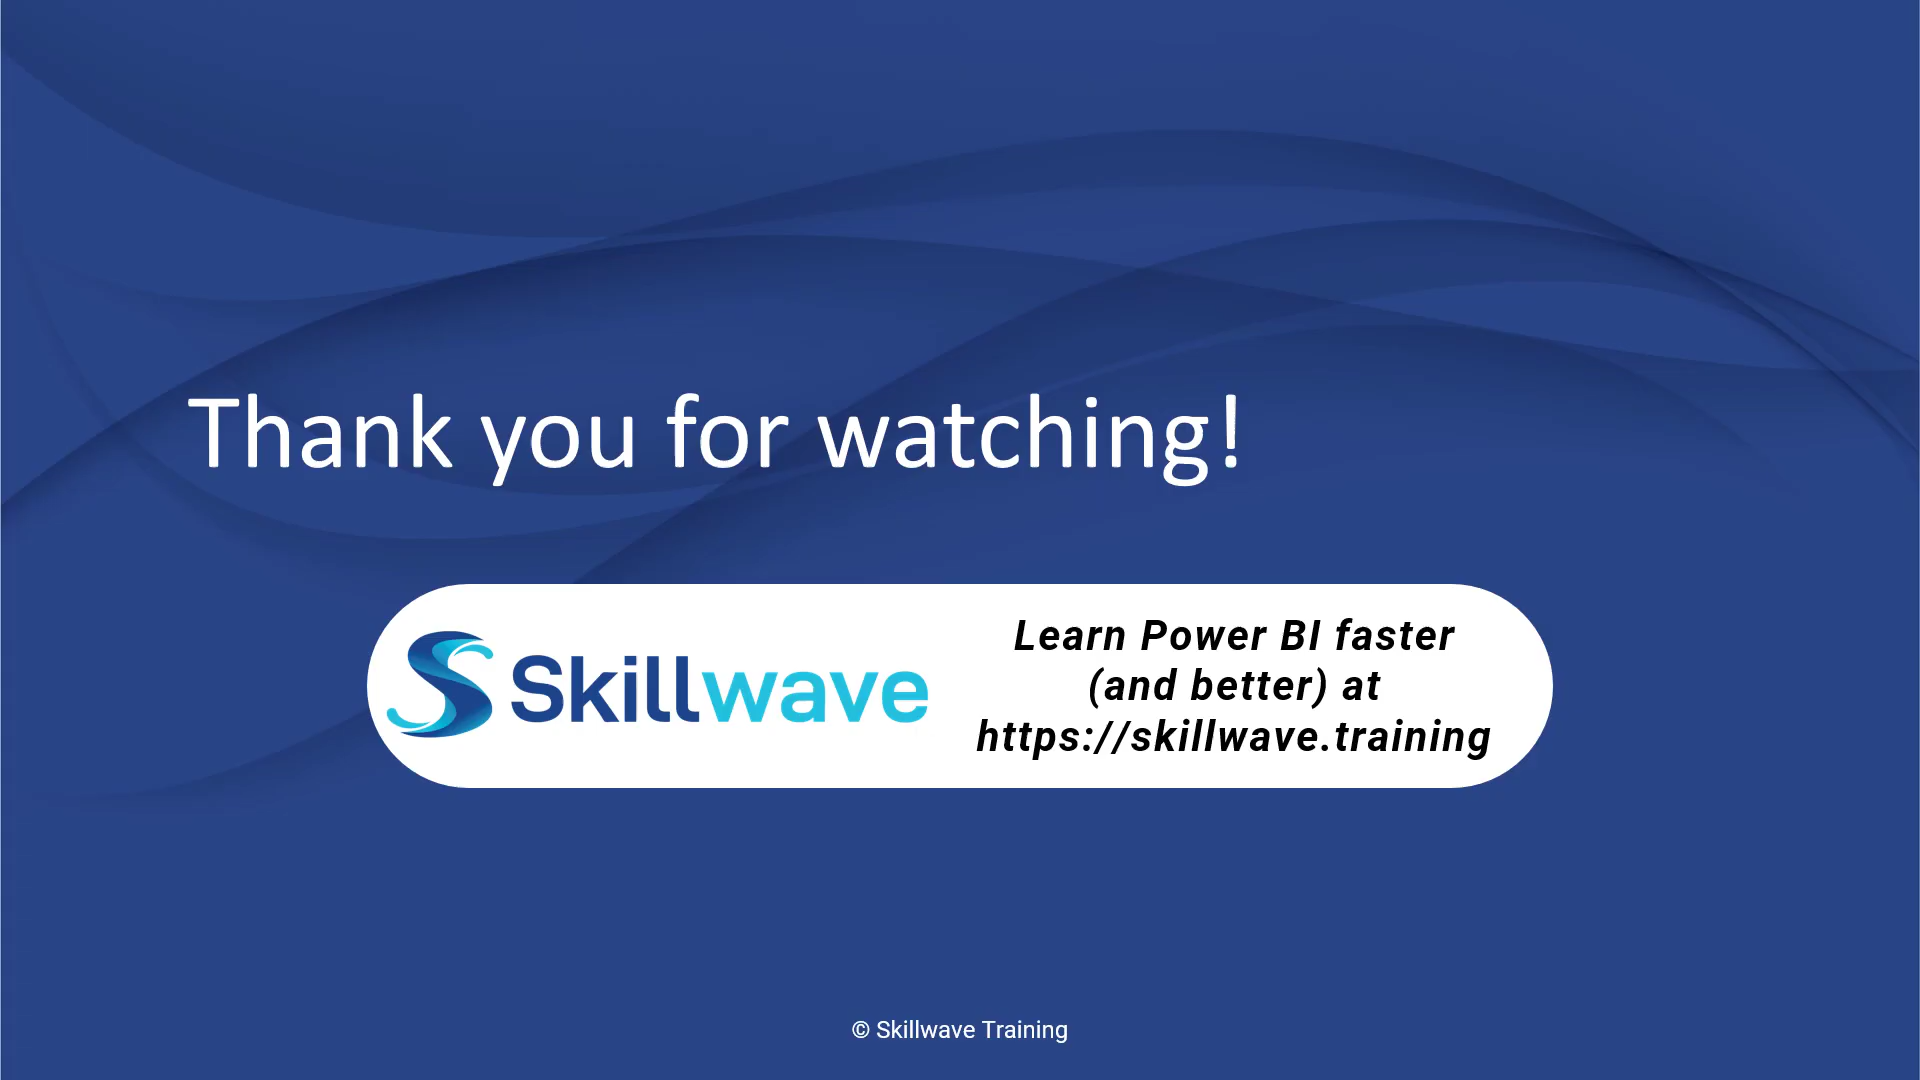 Thank you for watching!
Skillwave
Learn Power BI faster
(and better) at
https://skillwave.training
© Skillwave Training